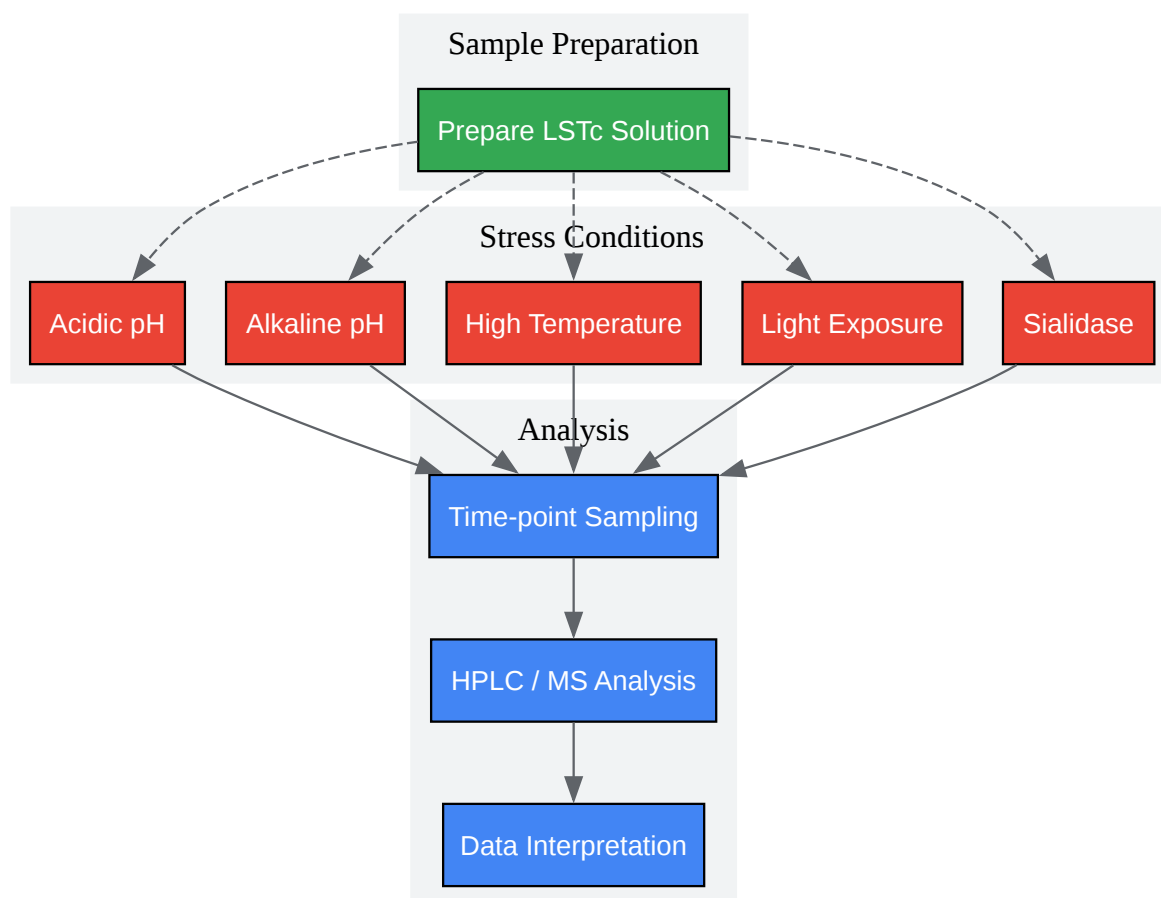 Sample Preparation
Prepare LSTc Solution
Stress Conditions
Acidic pH
Alkaline pH
High Temperature
Light Exposure
Sialidase
Analysis
Time-point Sampling
HPLC / MS Analysis
Data Interpretation